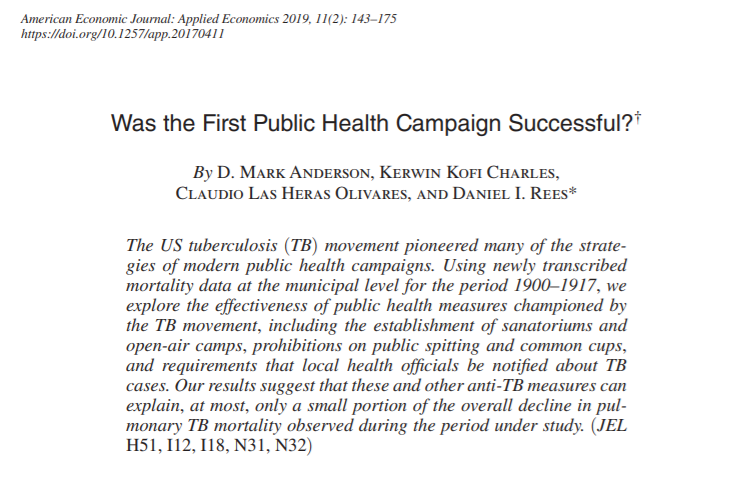 American Economic Journal: Applied Economics 2019, 11(2): 143–175
https://doi.org/10.1257/app.20170411
Was the First Public Health Campaign Successful?†
By D. Mark Anderson, Kerwin Kofi Charles,
Claudio Las Heras Olivares, and Daniel I. Rees*
The US tuberculosis (TB) movement pioneered many of the strate-
gies of modern public health campaigns. Using newly transcribed
mortality data at the municipal level for the period 1900–1917, we
explore the effectiveness of public health measures championed by
the TB movement, including the establishment of sanatoriums and
open-air camps, prohibitions on public spitting and common cups,
and requirements that local health officials be notified about TB
cases. Our results suggest that these and other anti-TB measures can
explain, at most, only a small portion of the overall decline in pul-
monary TB mortality observed during the period under study. (JEL
H51, I12, I18, N31, N32)